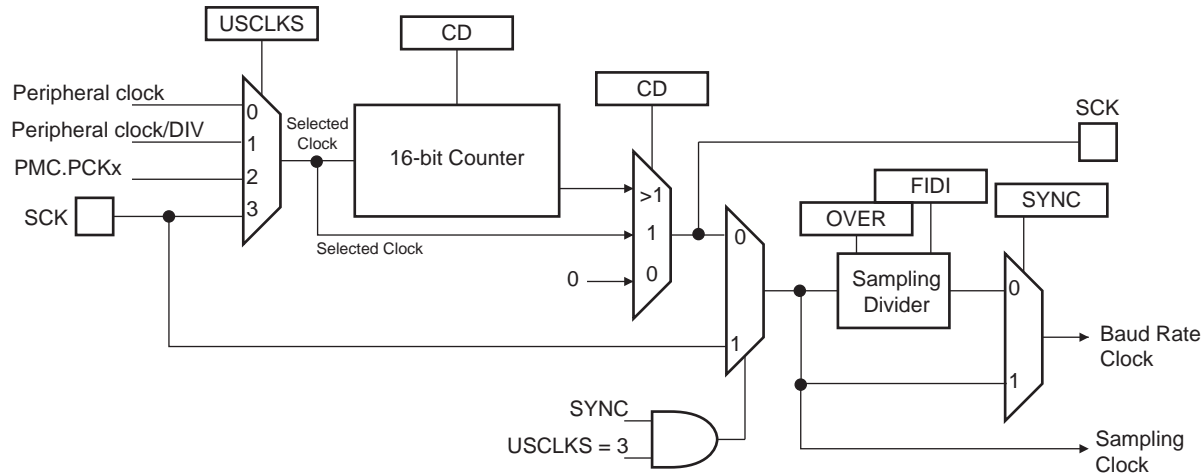 USCLKS
CD
CD
SCK
Peripheral clock
Peripheral clock/DIV
PMC.PCKx
SCK
0
1
2
3
Selected
Clock
16-bit Counter
Selected Clock
0
>1
1
0
0
1
FIDI
OVER
SYNC
Sampling
Divider
0
1
Baud Rate
Clock
SYNC
USCLKS = 3
Sampling
Clock